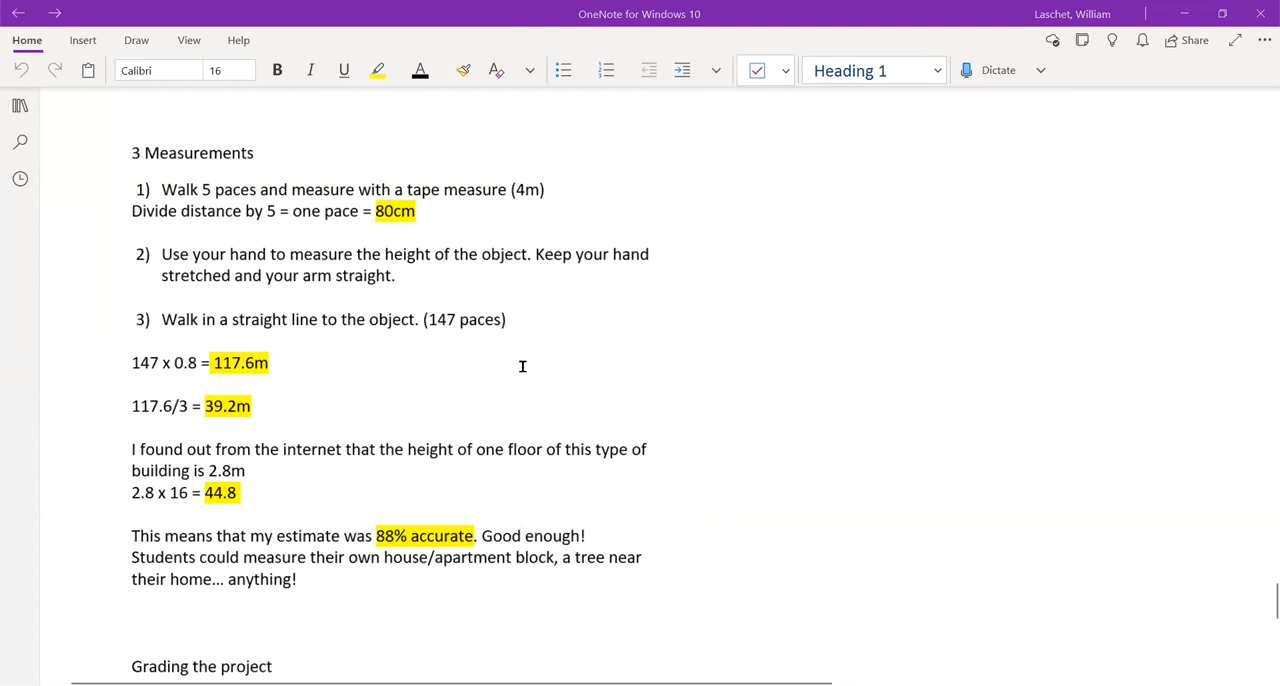 OneNote for Windows 10
Laschet, William
Home Insert Draw View Help
Share
Calibri 16 B I U A A Heading 1 Dictate
3 Measurements
1) Walk 5 paces and measure with a tape measure (4m)
Divide distance by 5 = one pace = 80cm
2) Use your hand to measure the height of the object. Keep your hand
stretched and your arm straight.
3) Walk in a straight line to the object. (147 paces)
147 x 0.8 = 117.6m
117.6/3 = 39.2m
I found out from the internet that the height of one floor of this type of
building is 2.8m
2.8 x 16 = 44.8
This means that my estimate was 88% accurate. Good enough!
Students could measure their own house/apartment block, a tree near
their home... anything!
Grading the project